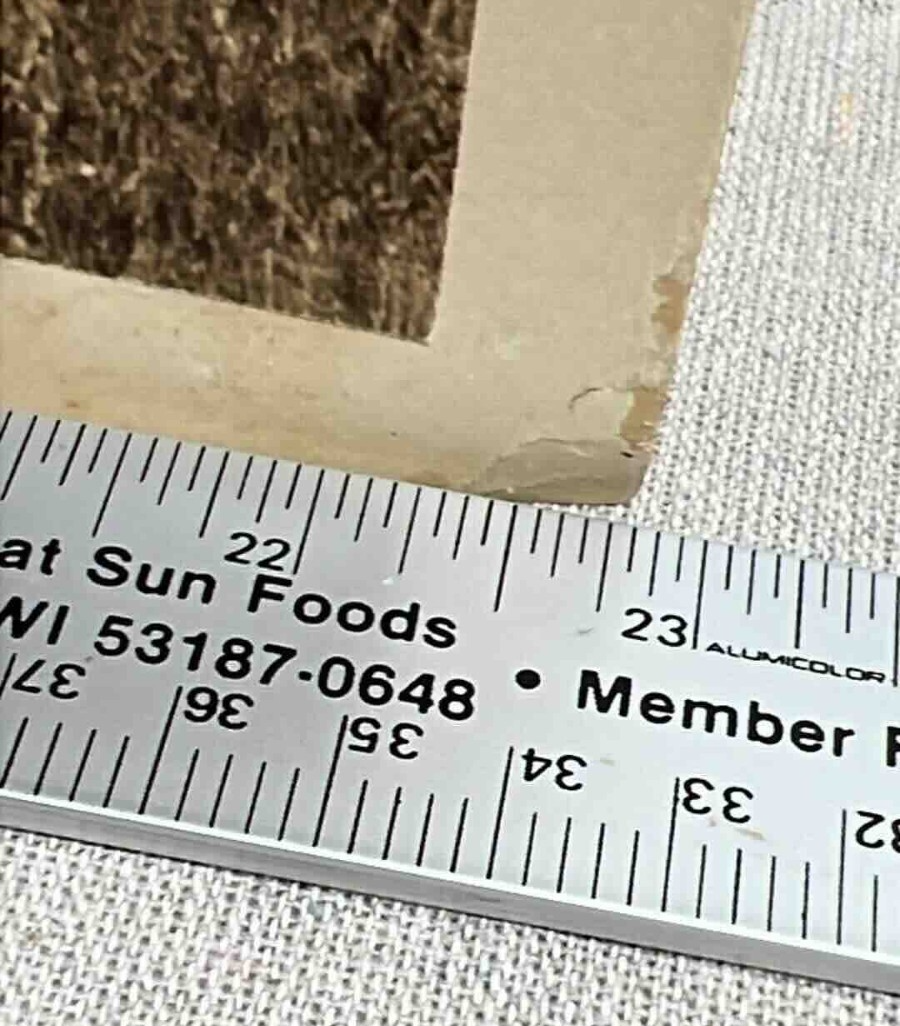 22
23
at Sun Foods
ALUMICOLOR
WI 53187-0648 • Member
37 36 35 34 33